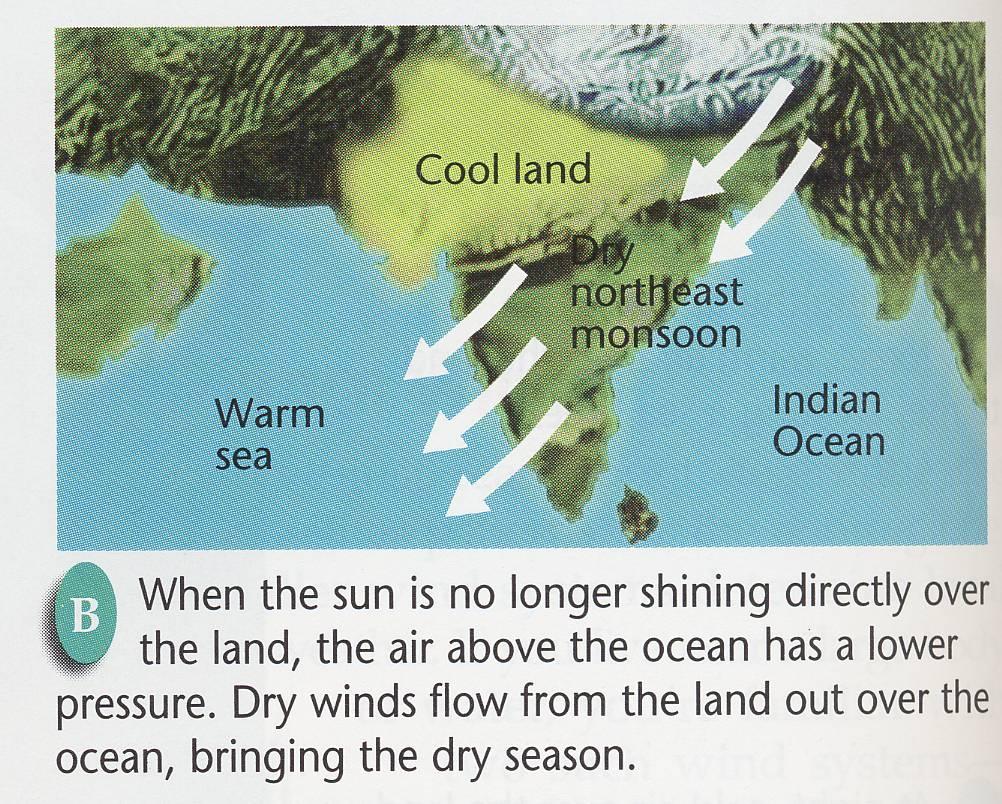 Cool land
Dry
northeast
monsoon
Warm
sea
Indian
Ocean
B
When the sun is no longer shining directly over
the land, the air above the ocean has a lower
pressure. Dry winds flow from the land out over the
ocean, bringing the dry season.